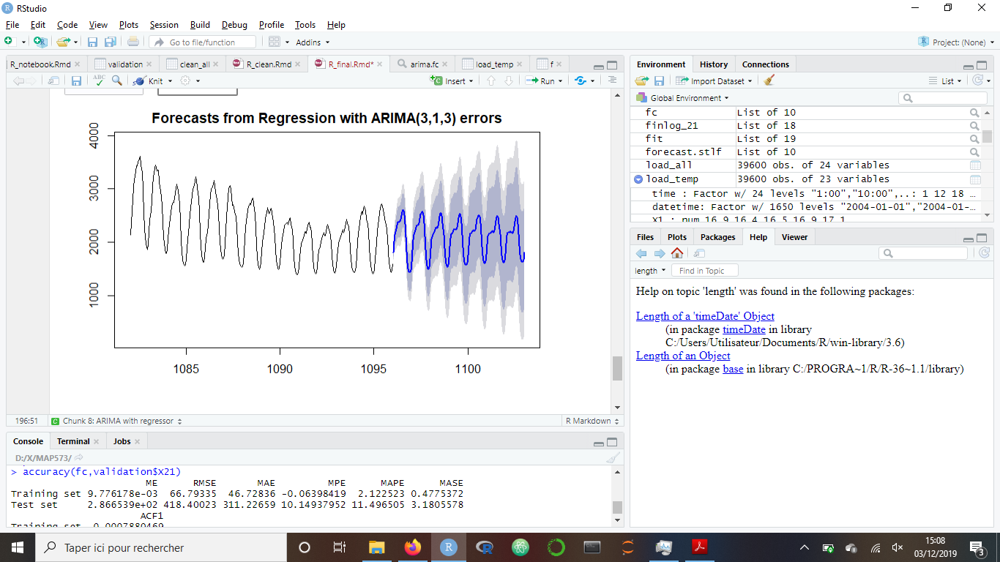 RStudio
File Edit Code View Plots Session Build Debug Profile Tools Help
Go to file/function Addins Project: (None)
R_notebook.Rmd validation clean_all R_clean.Rmd R_final.Rmd* arima.fc load_temp f
ABC Knit Insert Run
Forecasts from Regression with ARIMA(3,1,3) errors
4000
3000
2000
1000
1085 1090 1095 1100
196:51 C Chunk 8: ARIMA with regressor R Markdown
Console Terminal Jobs
D:/X/MAP573/
> accuracy(fc,validation$X21)
ME RMSE MAE MPE MAPE MASE
Training set 9.776178e-03 66.79335 46.72836 -0.06398419 2.122523 0.4775372
Test set 2.866539e+02 418.40023 311.22659 10.14937952 11.496505 3.1805578
ACF1
Training set 0.0007880469
Environment History Connections
Import Dataset List
Global Environment
fc List of 10
finlog_21 List of 18
fit List of 19
forecast.stlf List of 10
load_all 39600 obs. of 24 variables
load_temp 39600 obs. of 23 variables
time : Factor w/ 24 levels "1:00","10:00",..: 1 12 18 ...
datetime: Factor w/ 1650 levels "2004-01-01","2004-01-...
X1 : num 16.9 16.4 16.5 16.9 17.1
Files Plots Packages Help Viewer
length Find in Topic
Help on topic 'length' was found in the following packages:
Length of a 'timeDate' Object
(in package timeDate in library
C:/Users/Utilisateur/Documents/R/win-library/3.6)
Length of an Object
(in package base in library C:/PROGRA~1/R/R-36~1.1/library)
Taper ici pour rechercher
15:08
03/12/2019
3